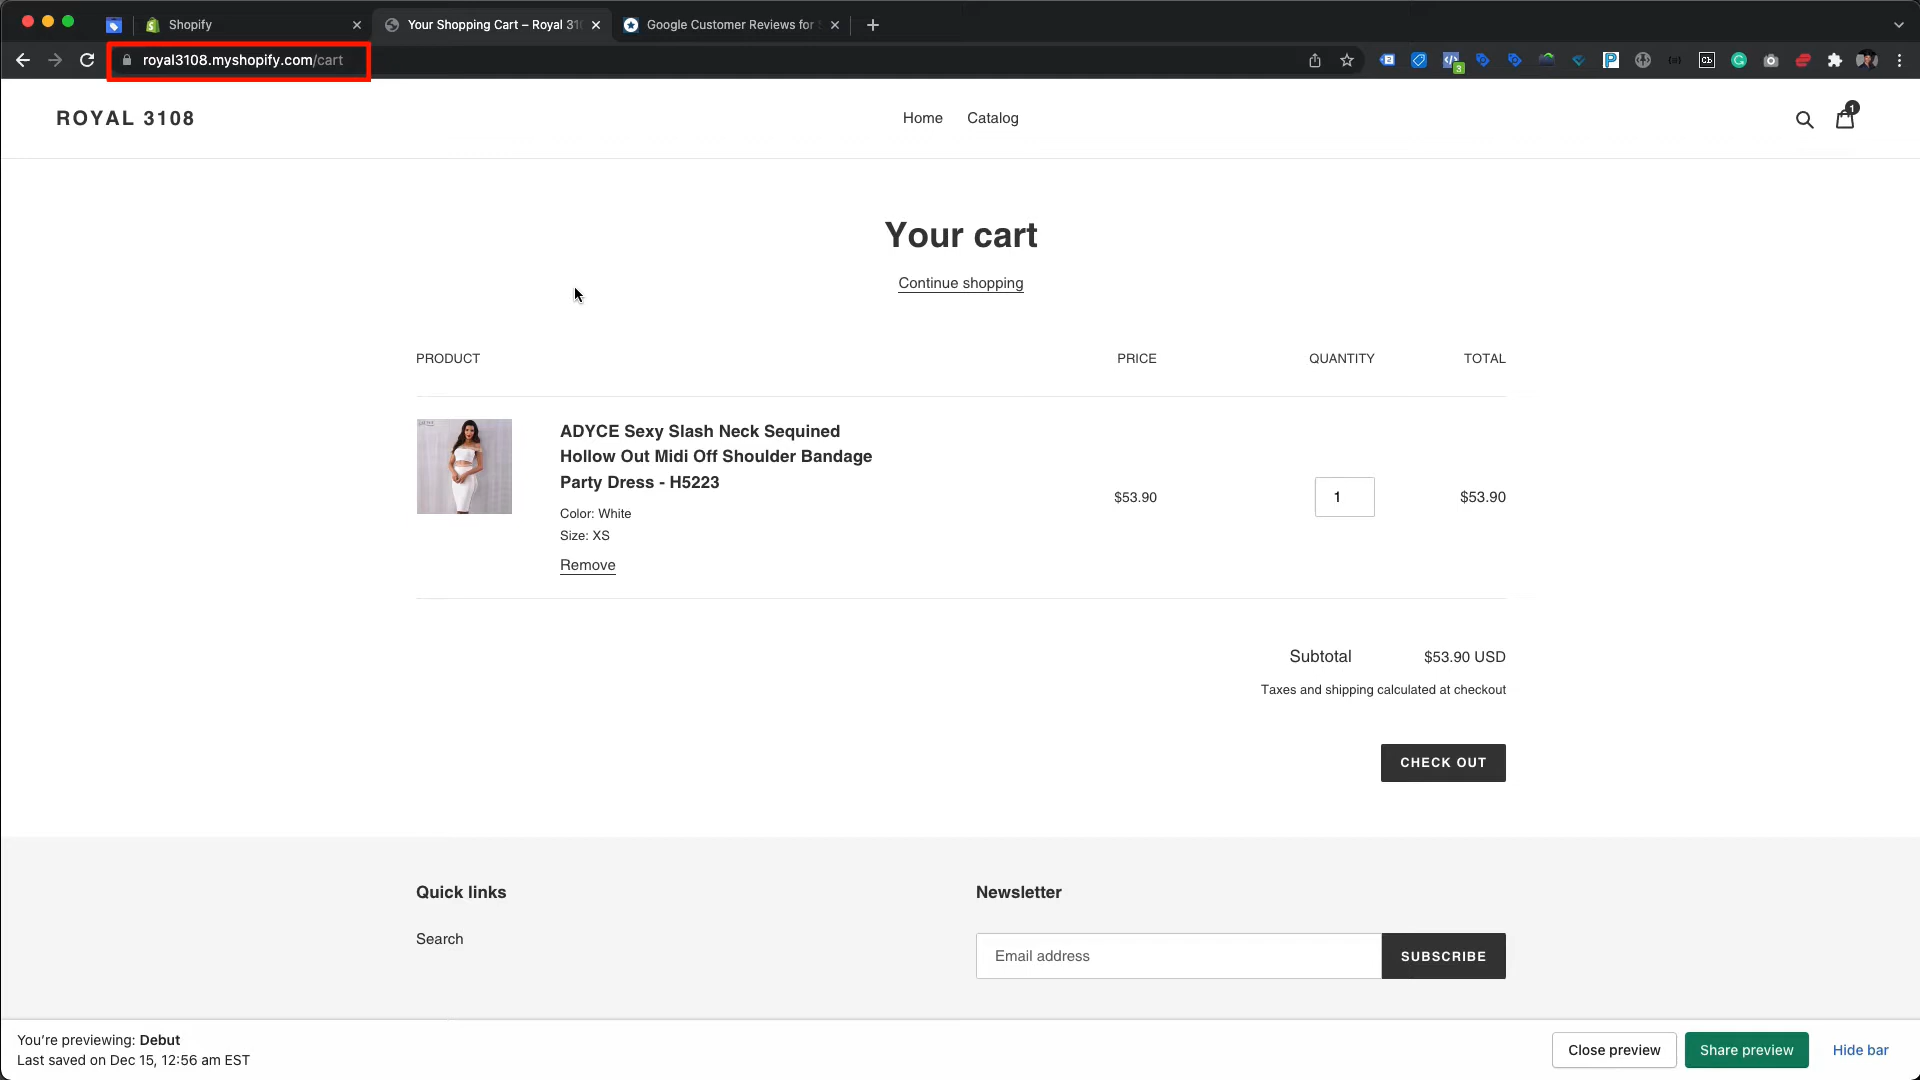 Shopify
Your Shopping Cart – Royal 310
Google Customer Reviews for
royal3108.myshopify.com/cart
3
ROYAL 3108
Home
Catalog
1
Your cart
Continue shopping
PRODUCT
PRICE
QUANTITY
TOTAL
ADYCE Sexy Slash Neck Sequined
Hollow Out Midi Off Shoulder Bandage
Party Dress - H5223
Color: White
Size: XS
Remove
$53.90
1
$53.90
Subtotal
$53.90 USD
Taxes and shipping calculated at checkout
CHECK OUT
Quick links
Search
Newsletter
Email address
SUBSCRIBE
You're previewing: Debut
Last saved on Dec 15, 12:56 am EST
Close preview
Share preview
Hide bar